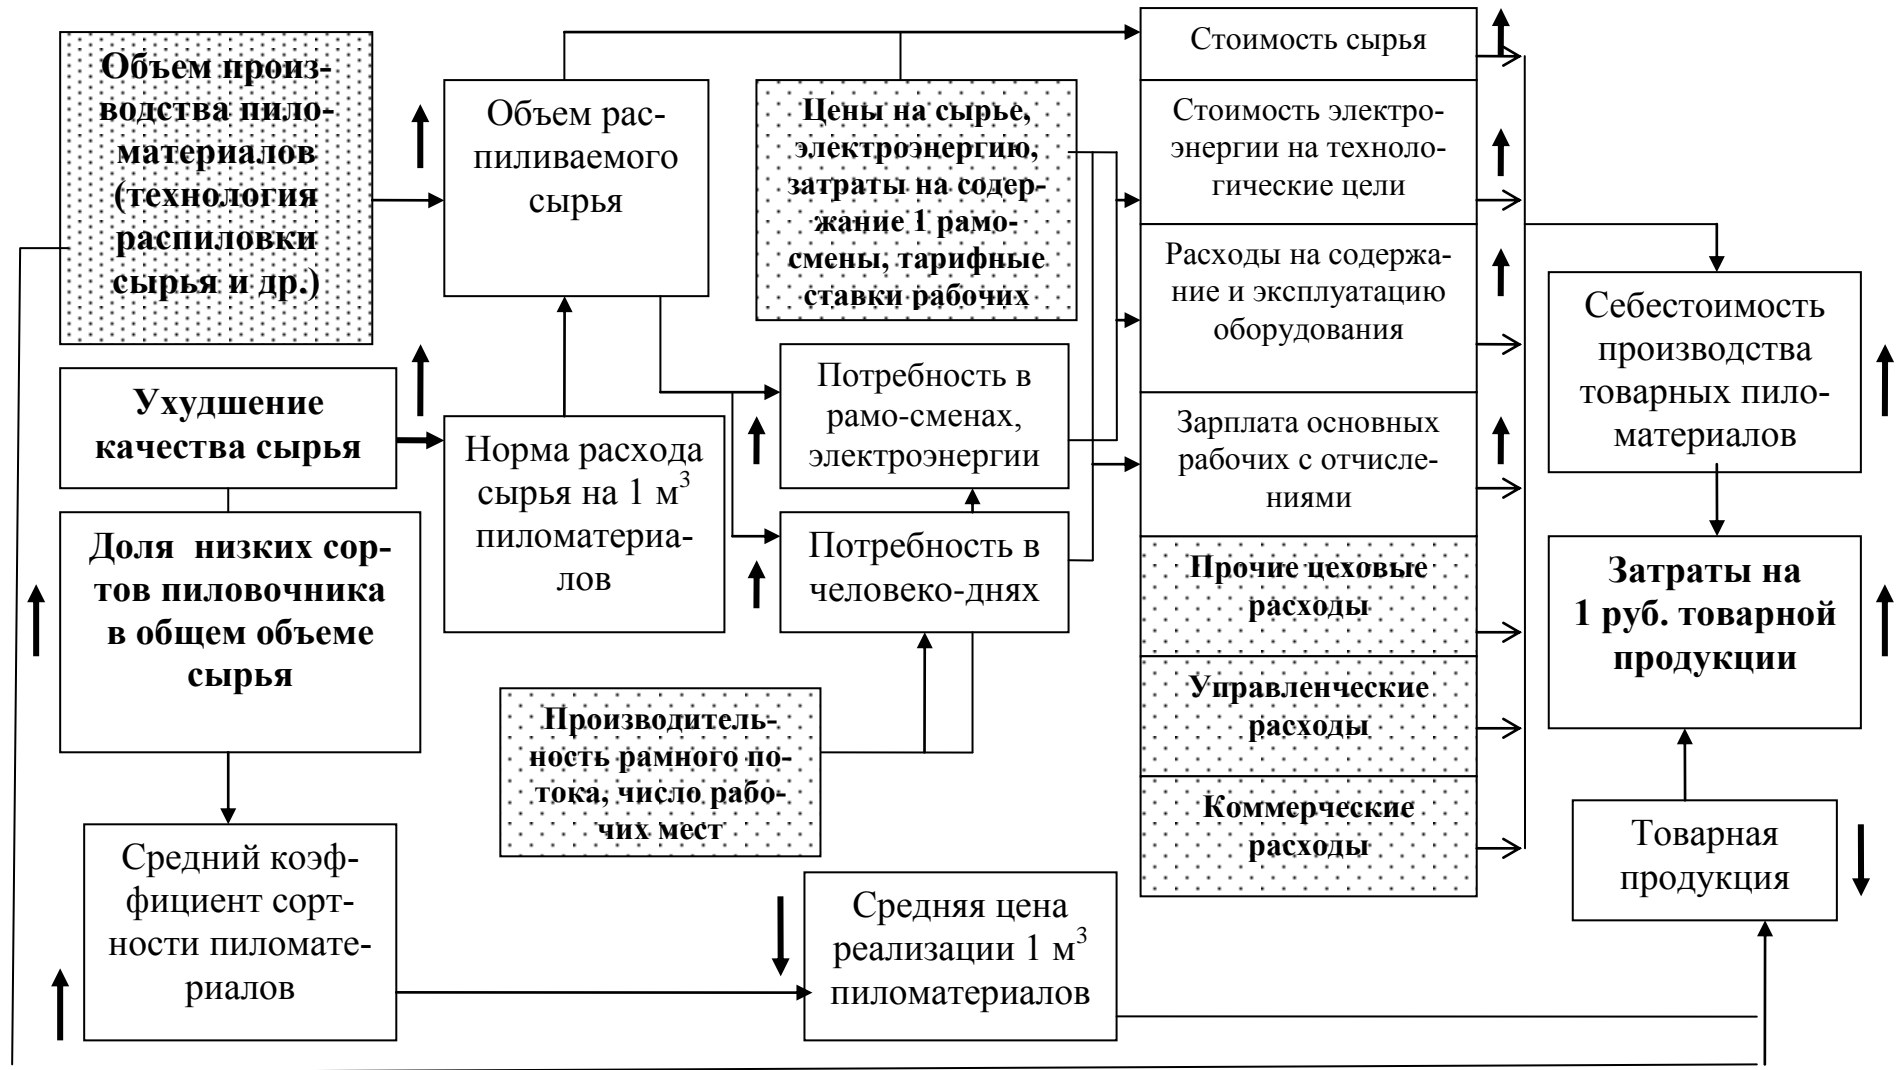 Объем произ-
водства пило-
материалов
(технология
распиловки
сырья и др.)
Ухудшение
качества сырья
Доля низких сор-
тов пиловочника
в общем объеме
сырья
Средний коэф-
фициент сорт-
ности пиломате-
риалов
Объем рас-
пиливаемого
сырья
Норма расхода
сырья на 1 м³
пиломатериа-
лов
Производитель-
ность рамного по-
тока, число рабо-
чих мест
Цены на сырье,
электроэнергию,
затраты на содер-
жание 1 рамо-
смены, тарифные
ставки рабочих
Потребность в
рамо-сменах,
электроэнергии
Потребность в
человеко-днях
Средняя цена
реализации 1 м³
пиломатериалов
Стоимость сырья
Стоимость электро-
энергии на техноло-
гические цели
Расходы на содержа-
ние и эксплуатацию
оборудования
Зарплата основных
рабочих с отчисле-
ниями
Прочие цеховые
расходы
Управленческие
расходы
Коммерческие
расходы
Себестоимость
производства
товарных пило-
материалов
Затраты на
1 руб. товарной
продукции
Товарная
продукция